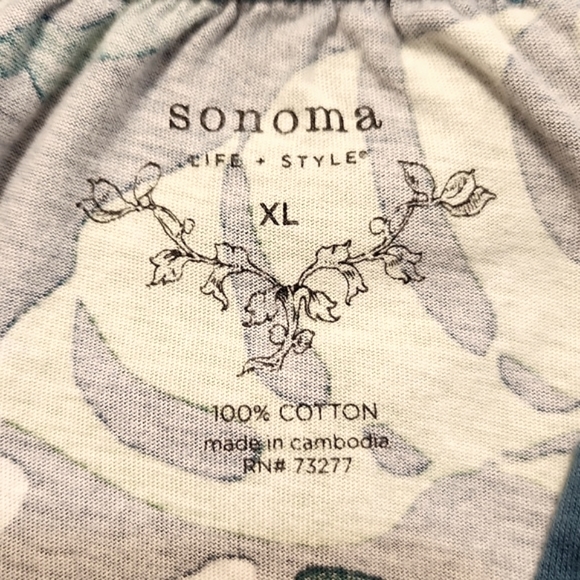 sonoma
LIFE + STYLE®
XL
100% COTTON
made in cambodia
RN# 73277